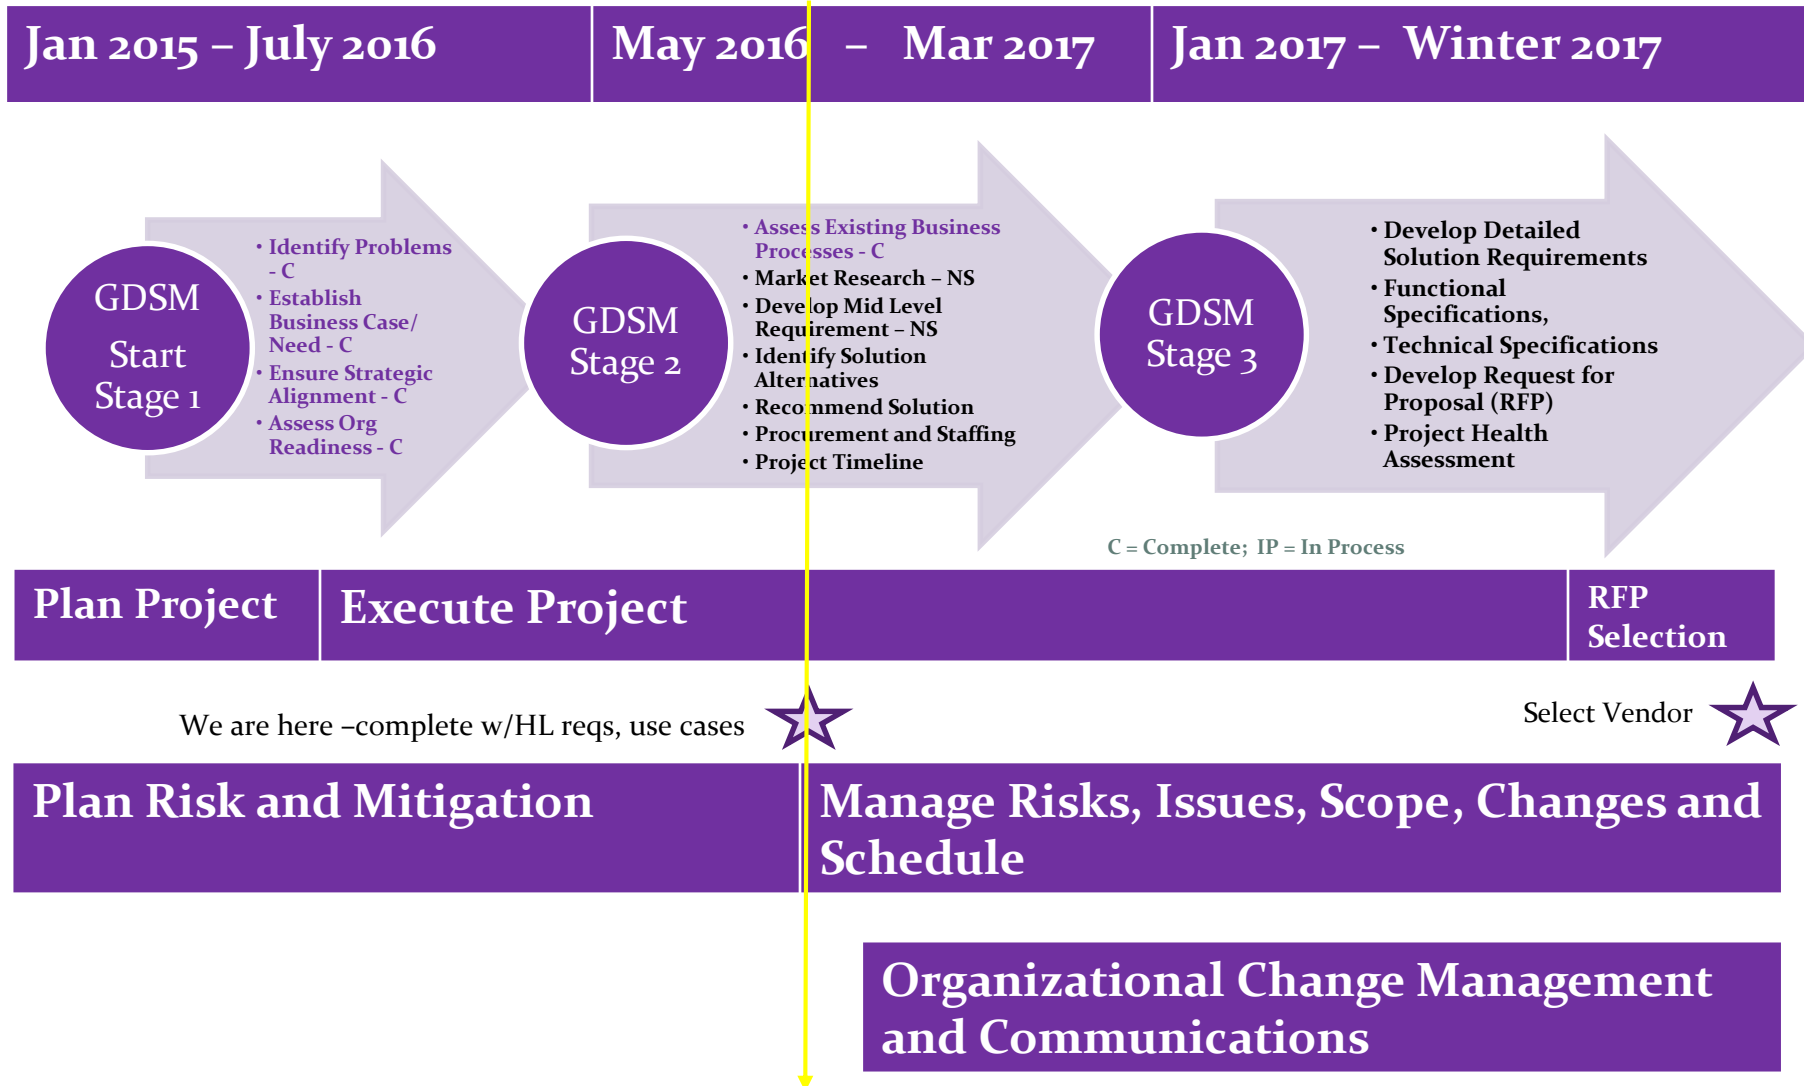 Jan 2015 – July 2016
May 2016 – Mar 2017
Jan 2017 – Winter 2017
GDSM
Start
Stage 1
• Identify Problems
- C
• Establish
Business Case/
Need - C
• Ensure Strategic
Alignment - C
• Assess Org
Readiness - C
GDSM
Stage 2
• Assess Existing Business
Processes - C
• Market Research – NS
• Develop Mid Level
Requirement – NS
• Identify Solution
Alternatives
• Recommend Solution
• Procurement and Staffing
• Project Timeline
GDSM
Stage 3
• Develop Detailed
Solution Requirements
• Functional
Specifications,
• Technical Specifications
• Develop Request for
Proposal (RFP)
• Project Health
Assessment
C = Complete; IP = In Process
Plan Project
Execute Project
RFP
Selection
We are here –complete w/HL reqs, use cases
Select Vendor
Plan Risk and Mitigation
Manage Risks, Issues, Scope, Changes and
Schedule
Organizational Change Management
and Communications